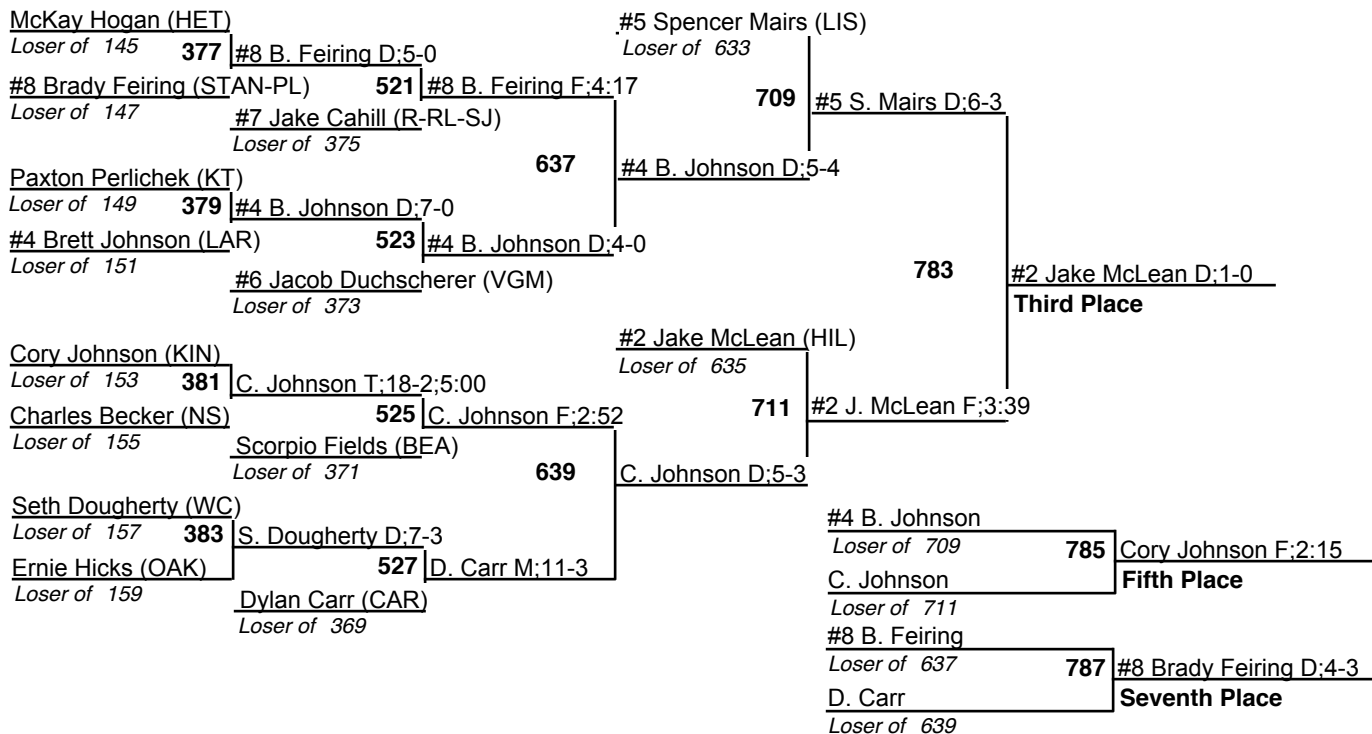 McKay Hogan (HET)
Loser of 145
377
#8 B. Feiring D;5-0
#8 Brady Feiring (STAN-PL)
Loser of 147
521
#8 B. Feiring F;4:17
#7 Jake Cahill (R-RL-SJ)
Loser of 375
637
Paxton Perlichek (KT)
Loser of 149
379
#4 B. Johnson D;7-0
#4 Brett Johnson (LAR)
Loser of 151
523
#4 B. Johnson D;4-0
#6 Jacob Duchscherer (VGM)
Loser of 373
#5 Spencer Mairs (LIS)
Loser of 633
709
#5 S. Mairs D;6-3
#4 B. Johnson D;5-4
783
#2 Jake McLean D;1-0
Third Place
Cory Johnson (KIN)
Loser of 153
381
C. Johnson T;18-2;5:00
Charles Becker (NS)
Loser of 155
525
C. Johnson F;2:52
Scorpio Fields (BEA)
Loser of 371
639
Seth Dougherty (WC)
Loser of 157
383
S. Dougherty D;7-3
Ernie Hicks (OAK)
Loser of 159
527
D. Carr M;11-3
Dylan Carr (CAR)
Loser of 369
#2 Jake McLean (HIL)
Loser of 635
711
#2 J. McLean F;3:39
C. Johnson D;5-3
#4 B. Johnson
Loser of 709
785
Cory Johnson F;2:15
Fifth Place
C. Johnson
Loser of 711
#8 B. Feiring
Loser of 637
787
#8 Brady Feiring D;4-3
Seventh Place
D. Carr
Loser of 639